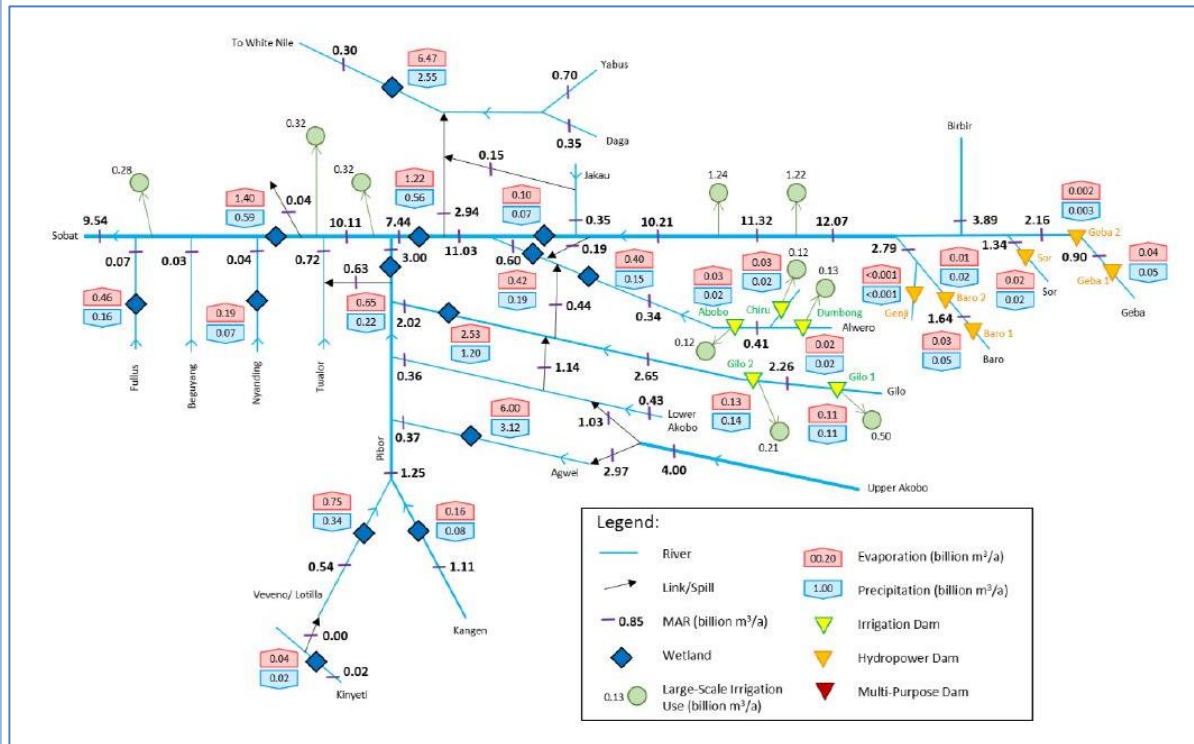 To White Nile
0.30
6.47
2.55
0.70
Yabus
0.35
Daga
0.32
0.28
0.32
0.15
Jakau
1.24
1.22
Birbir
0.002
0.003
1.40
0.59
0.04
1.22
0.56
0.10
0.07
9.54
10.11
7.44
2.94
11.03
0.35
10.21
11.32
12.07
3.89
2.16
Geba 2
Sobat
0.07
0.03
0.04
0.72
3.00
0.60
0.19
2.79
1.34
Sor
0.90
Geba 1
0.04
0.05
Geba
0.63
0.42
0.19
0.40
0.15
0.03
0.02
0.03
0.02
0.12
0.13
<0.001
<0.001
0.01
0.02
0.02
0.02
Sor
0.46
0.16
0.19
0.07
0.65
0.22
0.44
0.34
Abobo
Chiru
Dumbong
0.41
Alwero
0.12
Genji
Baro 2
1.64
Baro 1
Baro
0.03
0.05
2.02
2.53
1.20
0.02
0.02
Fullus
Beguyang
Nyanding
Twalor
0.36
1.14
2.65
Gilo 2
2.26
Gilo 1
Gilo
0.13
0.14
0.21
0.11
0.11
0.50
0.43
Lower
Akobo
6.00
3.12
1.03
0.37
Pibor
Agwei
2.97
4.00
Upper Akobo
1.25
0.75
0.34
0.16
0.08
0.54
1.11
Veveno/ Lotilla
Kangen
0.00
0.04
0.02
0.02
Kinyeti
Legend:
River
Link/Spill
0.85 MAR (billion m³/a)
Wetland
0.13 Large-Scale Irrigation
Use (billion m³/a)
00.20 Evaporation (billion m³/a)
1.00 Precipitation (billion m³/a)
Irrigation Dam
Hydropower Dam
Multi-Purpose Dam